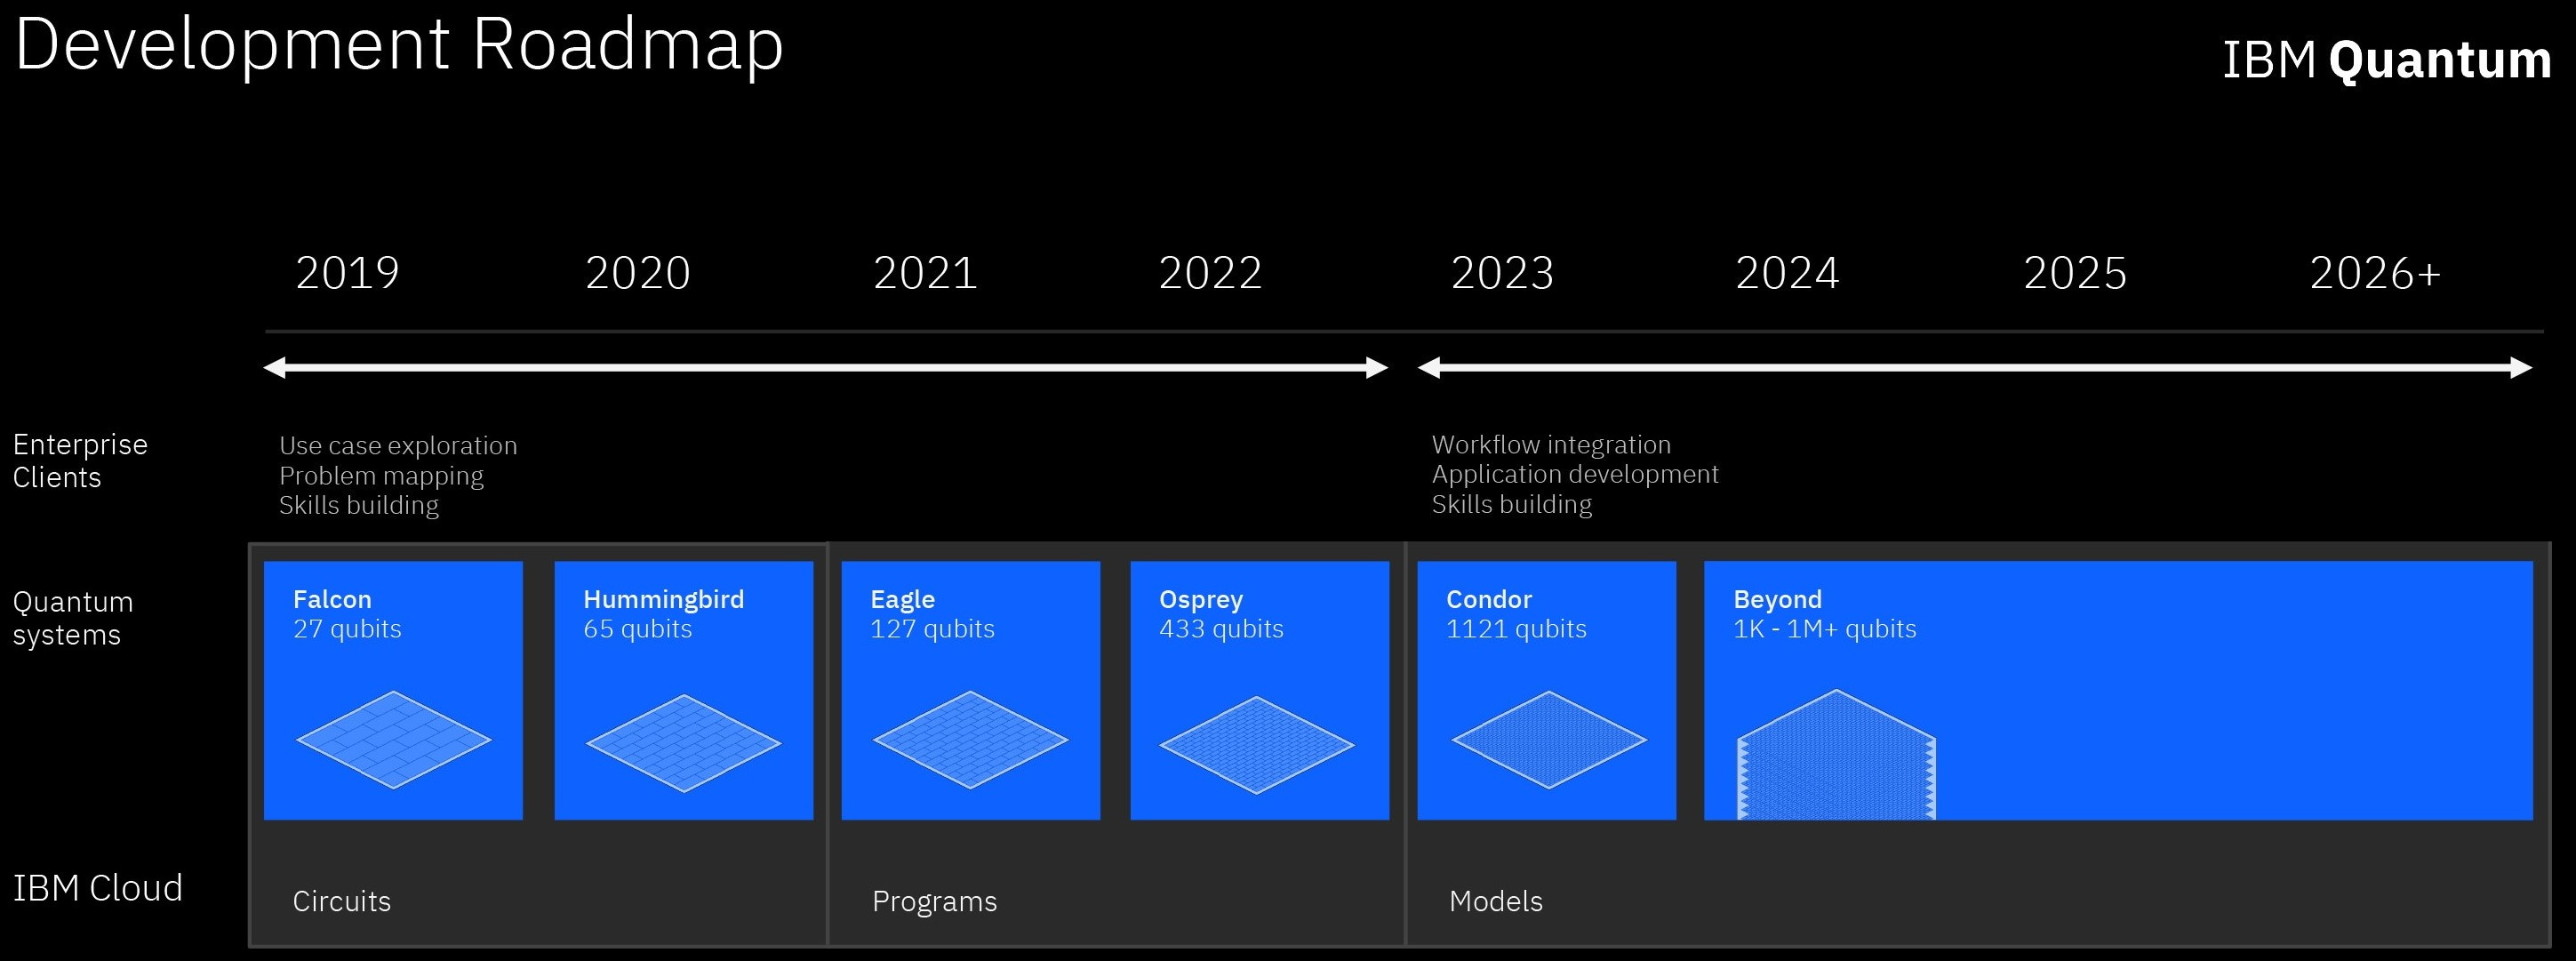 Development Roadmap
IBM Quantum
2019
2020
2021
2022
2023
2024
2025
2026+
Enterprise
Clients
Use case exploration
Problem mapping
Skills building
Workflow integration
Application development
Skills building
Quantum
systems
Falcon
27 qubits
Hummingbird
65 qubits
Eagle
127 qubits
Osprey
433 qubits
Condor
1121 qubits
Beyond
1K - 1M+ qubits
IBM Cloud
Circuits
Programs
Models